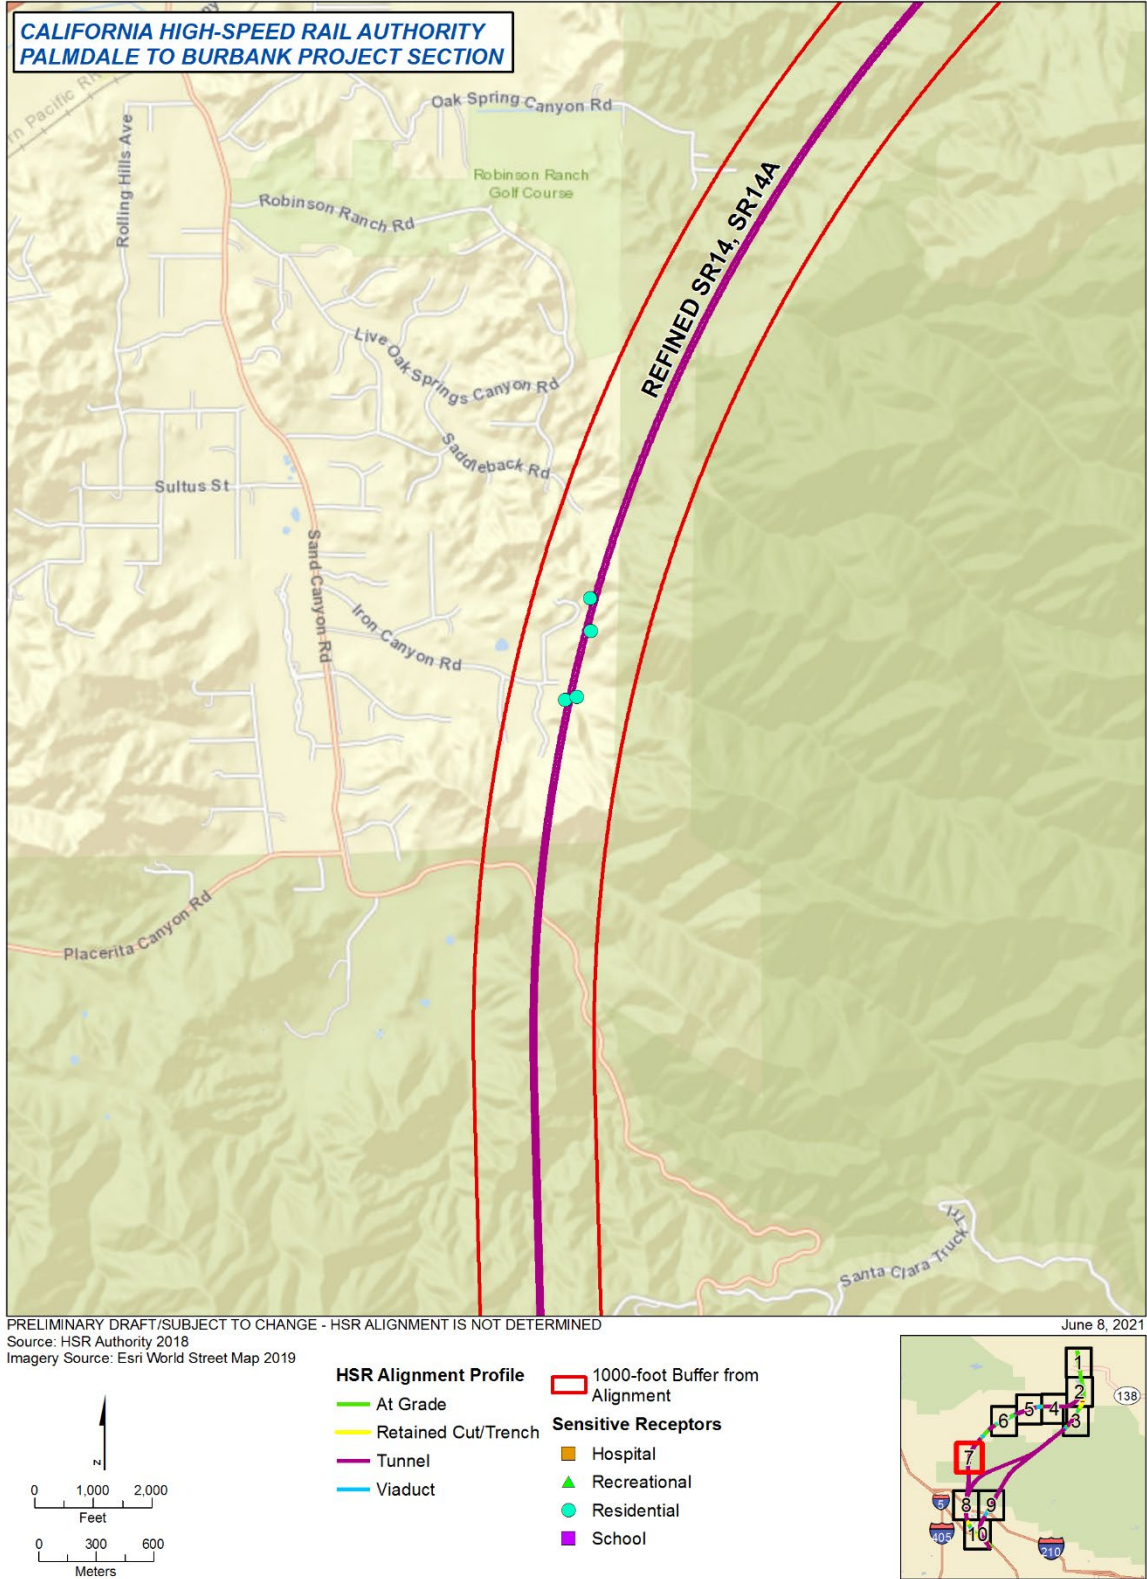 CALIFORNIA HIGH-SPEED RAIL AUTHORITY
PALMDALE TO BURBANK PROJECT SECTION
Oak Spring Canyon Rd
Rolling Hills Ave
Robinson Ranch
Golf Course
Robinson Ranch Rd
REFINED SR14, SR14A
Live Oak Springs Canyon Rd
Saddleback Rd
Sultus St
Sand Canyon Rd
Iron Canyon Rd
Placerita Canyon Rd
Santa Clara Truck Trl
PRELIMINARY DRAFT/SUBJECT TO CHANGE - HSR ALIGNMENT IS NOT DETERMINED
June 8, 2021
Source: HSR Authority 2018
Imagery Source: Esri World Street Map 2019
N
0 1,000 2,000
Feet
0 300 600
Meters
HSR Alignment Profile
At Grade
Retained Cut/Trench
Tunnel
Viaduct
1000-foot Buffer from
Alignment
Sensitive Receptors
Hospital
Recreational
Residential
School
1
2
138
5
4
3
6
7
5
8
9
405
10
210